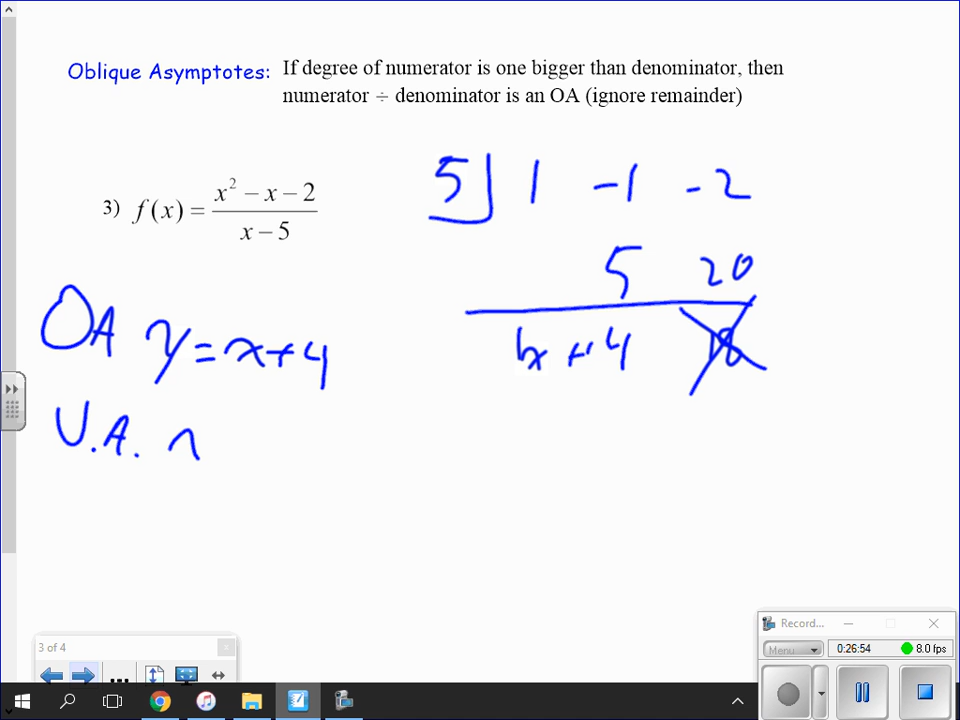 Oblique Asymptotes: If degree of numerator is one bigger than denominator, then
numerator ÷ denominator is an OA (ignore remainder)
3) f(x) = (x² − x − 2)/(x − 5)
5 1 -1 -2
5 20
1x + 4 18
OA y = x + 4
V.A.
3 of 4
Record...
Menu
0:26:54
8.0 fps